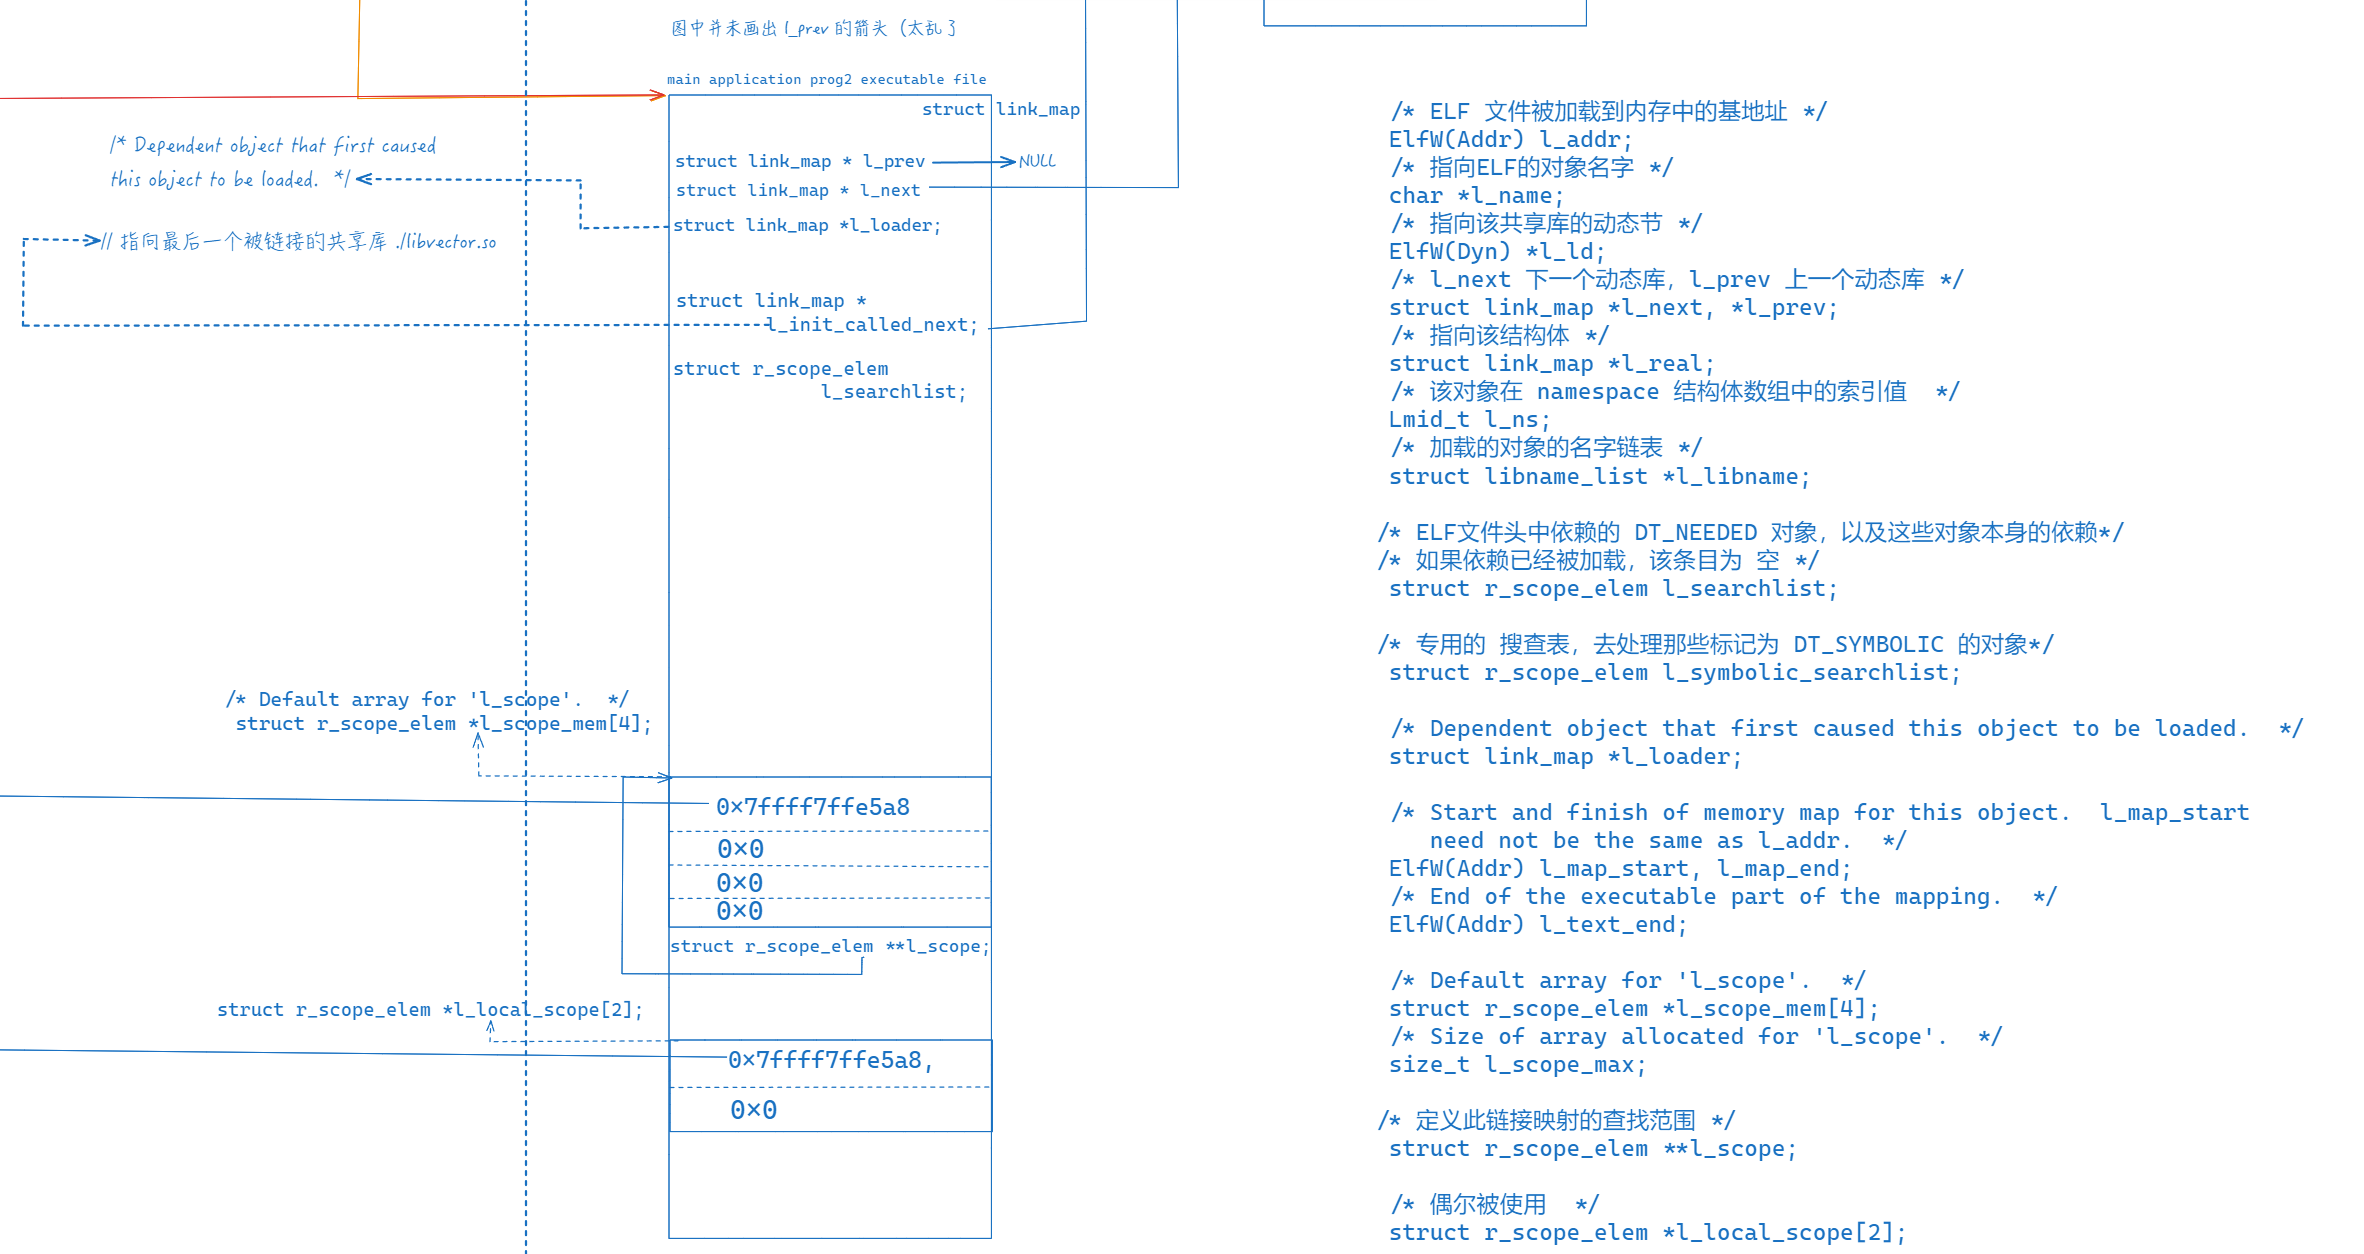 图中并未画出 l_prev 的箭头（太乱了
main application prog2 executable file
struct link_map
/* Dependent object that first caused
this object to be loaded.  */
struct link_map * l_prev
NULL
struct link_map * l_next
struct link_map *l_loader;
// 指向最后一个被链接的共享库 ./libvector.so
struct link_map *
l_init_called_next;
struct r_scope_elem
l_searchlist;
/* Default array for 'l_scope'.  */
struct r_scope_elem *l_scope_mem[4];
0×7ffff7ffe5a8
0×0
0×0
0×0
struct r_scope_elem **l_scope;
struct r_scope_elem *l_local_scope[2];
0×7ffff7ffe5a8,
0×0
/* ELF 文件被加载到内存中的基地址 */
ElfW(Addr) l_addr;
/* 指向ELF的对象名字 */
char *l_name;
/* 指向该共享库的动态节 */
ElfW(Dyn) *l_ld;
/* l_next 下一个动态库, l_prev 上一个动态库 */
struct link_map *l_next, *l_prev;
/* 指向该结构体 */
struct link_map *l_real;
/* 该对象在 namespace 结构体数组中的索引值  */
Lmid_t l_ns;
/* 加载的对象的名字链表 */
struct libname_list *l_libname;
/* ELF文件头中依赖的 DT_NEEDED 对象, 以及这些对象本身的依赖*/
/* 如果依赖已经被加载, 该条目为 空 */
struct r_scope_elem l_searchlist;
/* 专用的 搜查表, 去处理那些标记为 DT_SYMBOLIC 的对象*/
struct r_scope_elem l_symbolic_searchlist;
/* Dependent object that first caused this object to be loaded.  */
struct link_map *l_loader;
/* Start and finish of memory map for this object.  l_map_start
need not be the same as l_addr.  */
ElfW(Addr) l_map_start, l_map_end;
/* End of the executable part of the mapping.  */
ElfW(Addr) l_text_end;
/* Default array for 'l_scope'.  */
struct r_scope_elem *l_scope_mem[4];
/* Size of array allocated for 'l_scope'.  */
size_t l_scope_max;
/* 定义此链接映射的查找范围 */
struct r_scope_elem **l_scope;
/* 偶尔被使用  */
struct r_scope_elem *l_local_scope[2];